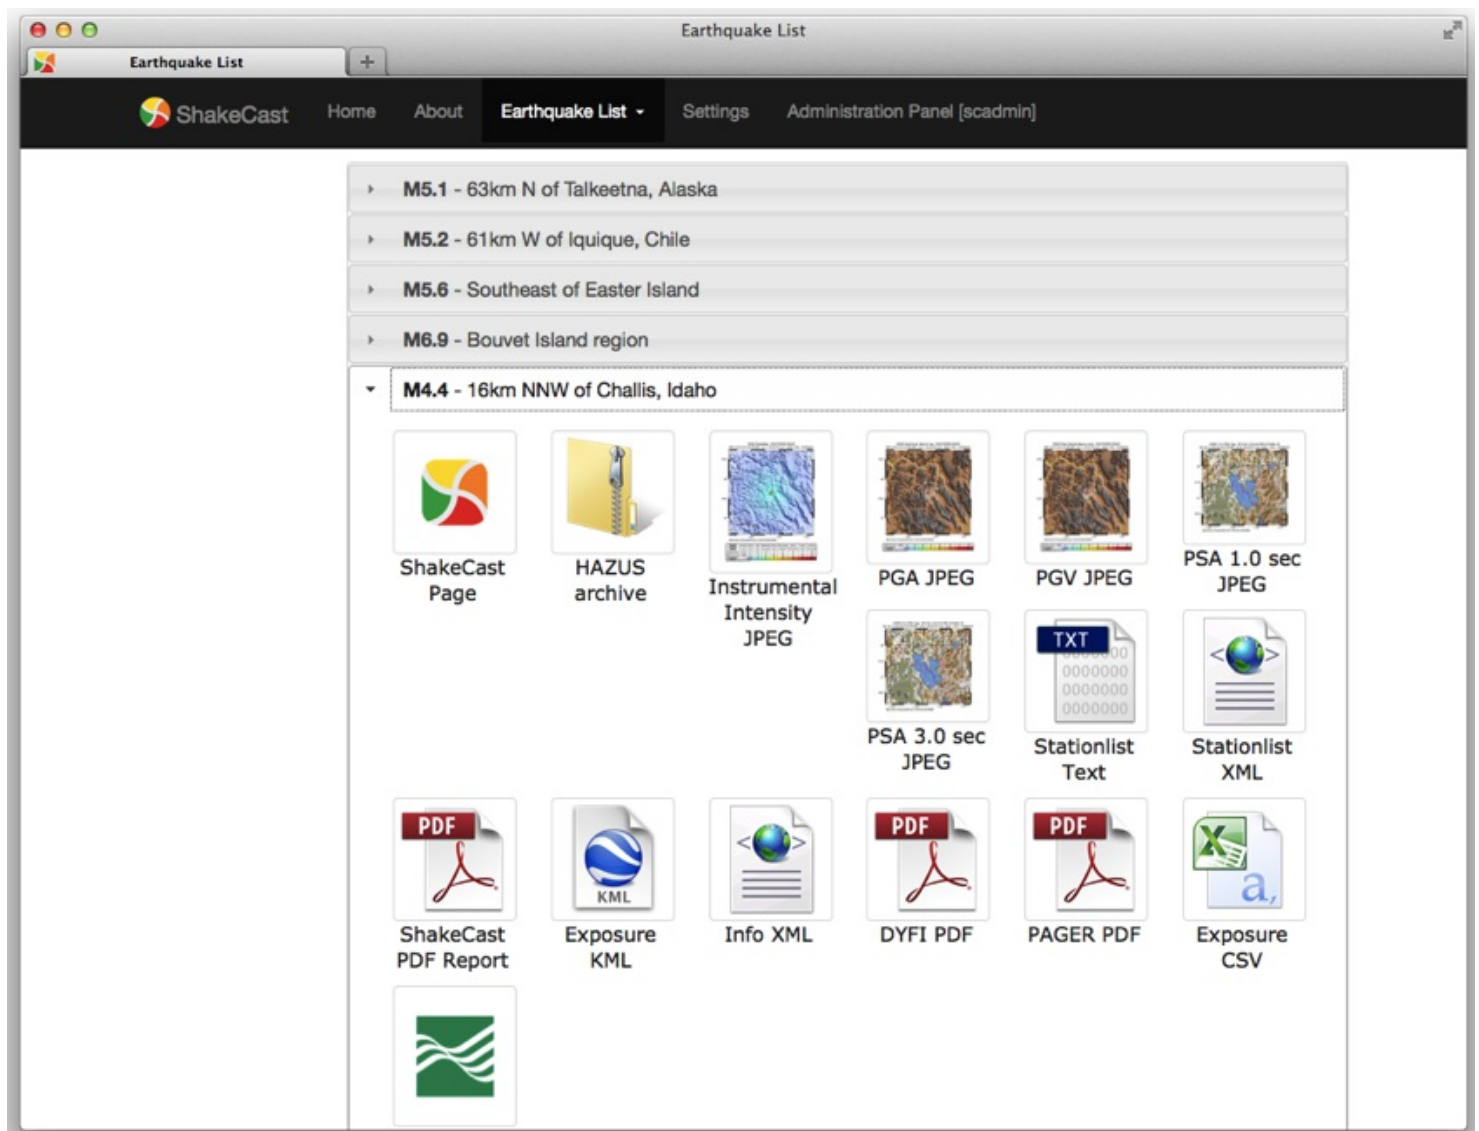 Earthquake List
Earthquake List
ShakeCast Home About Earthquake List Settings Administration Panel [scadmin]
M5.1 - 63km N of Talkeetna, Alaska
M5.2 - 61km W of Iquique, Chile
M5.6 - Southeast of Easter Island
M6.9 - Bouvet Island region
M4.4 - 16km NNW of Challis, Idaho
ShakeCast
Page
HAZUS
archive
Instrumental
Intensity
JPEG
PGA JPEG
PGV JPEG
PSA 1.0 sec
JPEG
PSA 3.0 sec
JPEG
TXT
0000000
0000000
0000000
Stationlist
Text
Stationlist
XML
PDF
ShakeCast
PDF Report
KML
Exposure
KML
Info XML
PDF
DYFI PDF
PDF
PAGER PDF
X
a,
Exposure
CSV